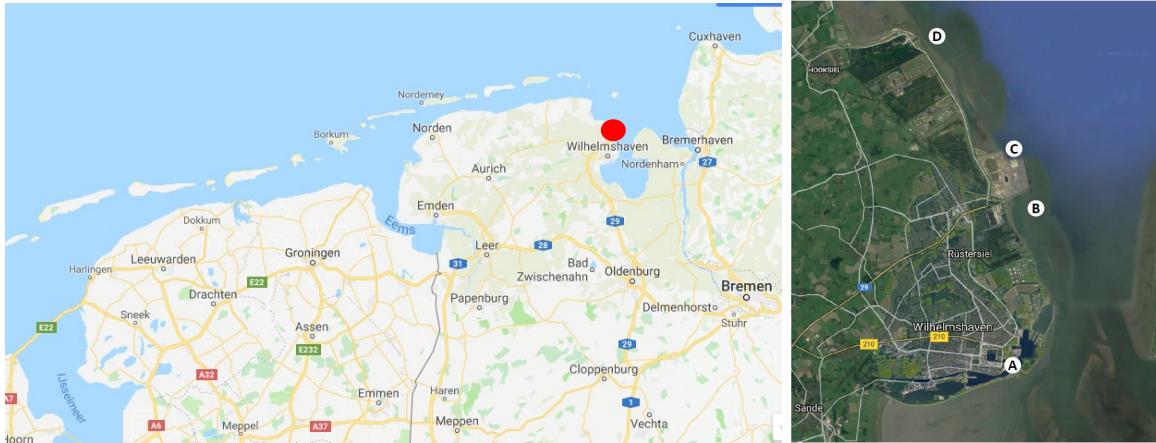 Cuxhaven
Norderney
Borkum
Norden
Wilhelmshaven
Bremerhaven
Nordenham
27
Aurich
Emden
Eems
29
Dokkum
Leer
28
Groningen
Bad
Zwischenahn
Oldenburg
Leeuwarden
31
Harlingen
E22
Bremen
Drachten
Papenburg
Delmenhorst
Stuhr
Sneek
E22
Assen
29
E232
A32
Cloppenburg
IJsselmeer
Emmen
Haren
A7
1
Meppel
A6
A37
Meppen
Vechta
Hoorn
D
HOOKSIEL
C
B
Rüstersiel
29
Wilhelmshaven
210
210
A
Sande